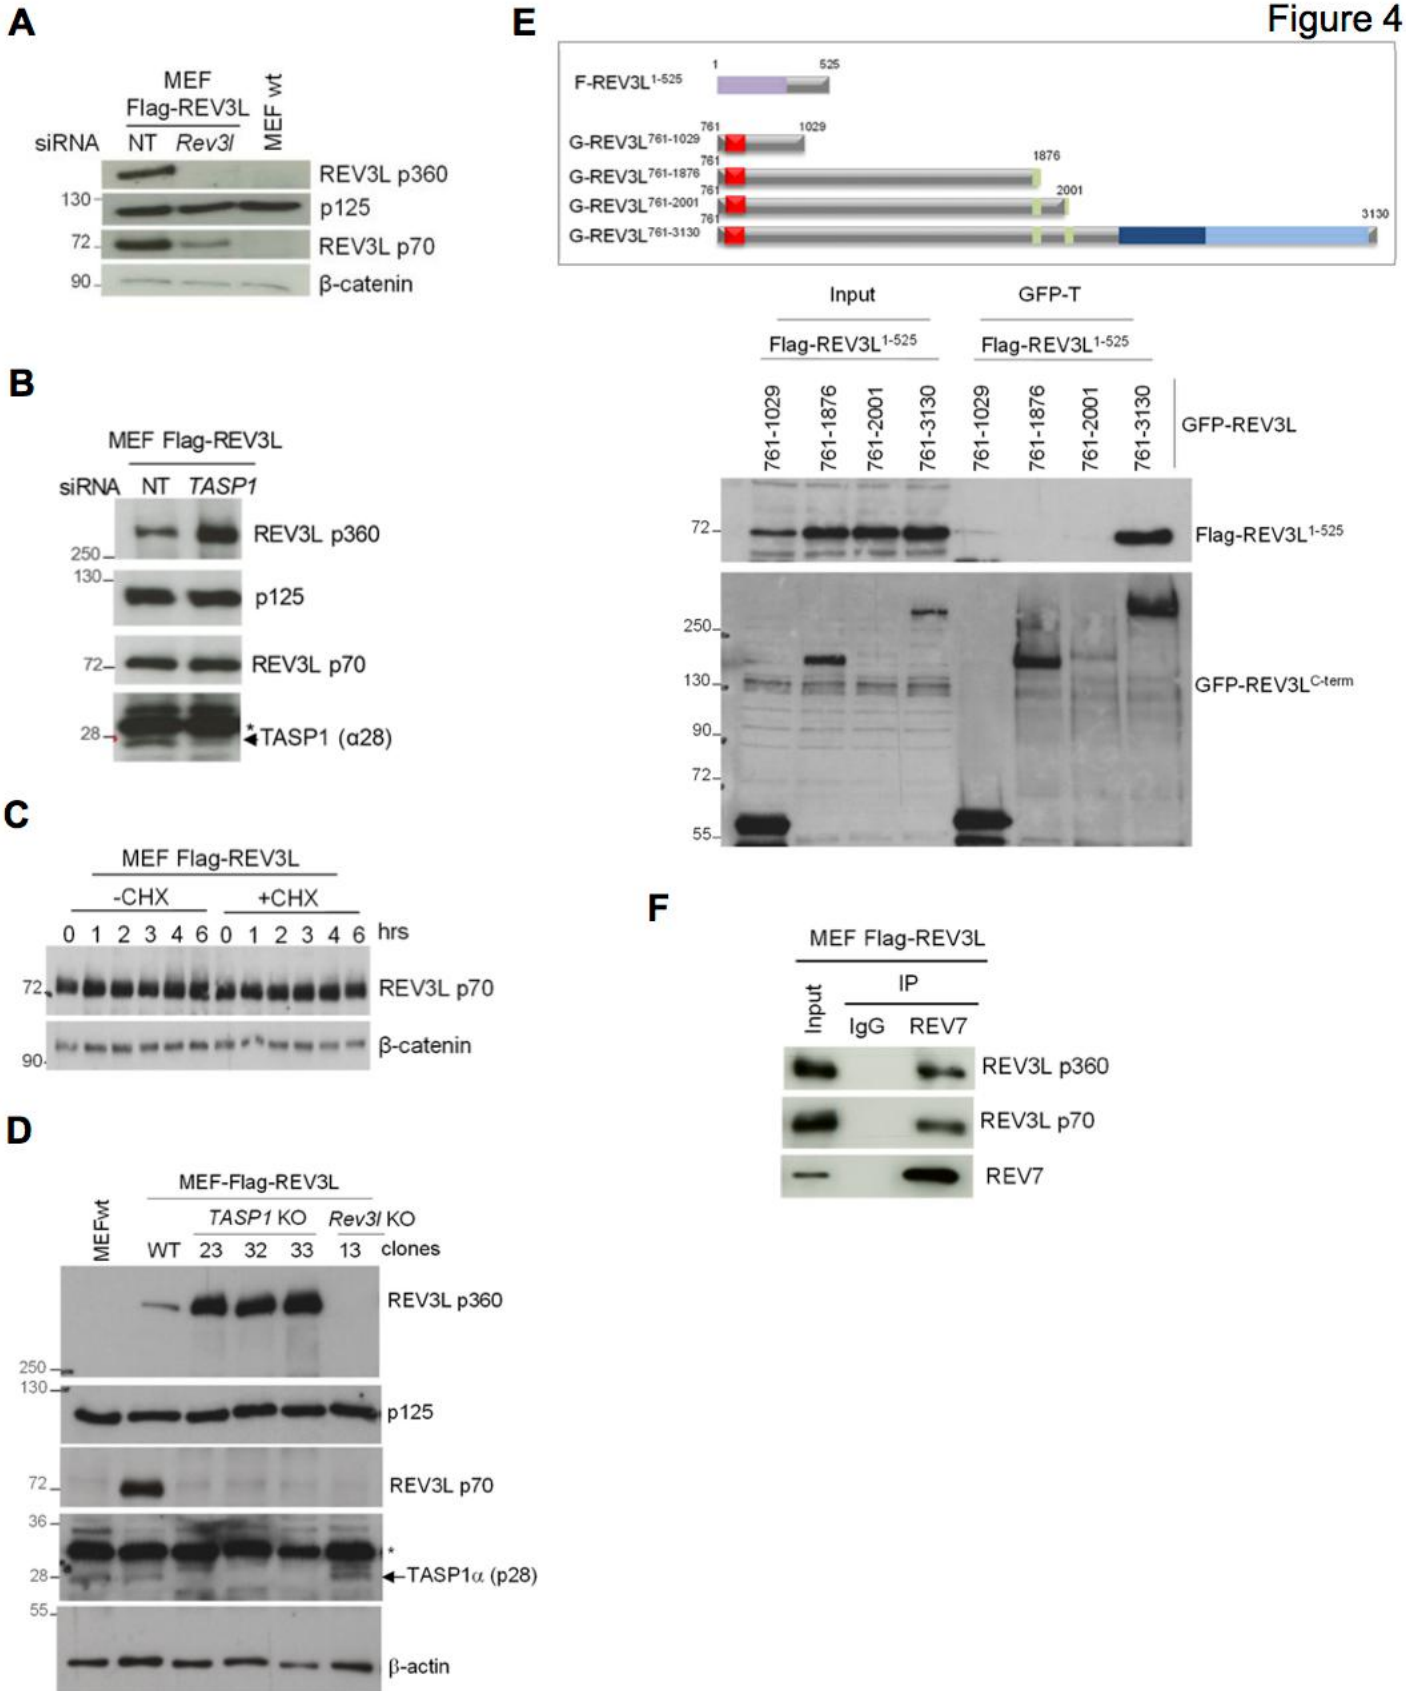 Figure 4
A
MEF
Flag-REV3L
MEF wt
siRNA NT Rev3l
REV3L p360
130
p125
72
REV3L p70
90
β-catenin
B
MEF Flag-REV3L
siRNA NT TASP1
REV3L p360
250
130
p125
72
REV3L p70
*
28
TASP1 (α28)
C
MEF Flag-REV3L
-CHX +CHX
0 1 2 3 4 6 0 1 2 3 4 6 hrs
72
REV3L p70
β-catenin
90
D
MEF-Flag-REV3L
MEFwt
TASP1 KO Rev3l KO
WT 23 32 33 13 clones
REV3L p360
250
130
p125
72
REV3L p70
36
*
28
TASP1α (p28)
55
β-actin
E
1 525
F-REV3L1-525
761 1029
G-REV3L761-1029
761 1876
G-REV3L761-1876
761 2001
G-REV3L761-2001
761 3130
G-REV3L761-3130
Input GFP-T
Flag-REV3L1-525 Flag-REV3L1-525
761-1029 761-1876 761-2001 761-3130 761-1029 761-1876 761-2001 761-3130
GFP-REV3L
72
Flag-REV3L1-525
250
130
GFP-REV3LC-term
90
72
55
F
MEF Flag-REV3L
IP
Input IgG REV7
REV3L p360
REV3L p70
REV7